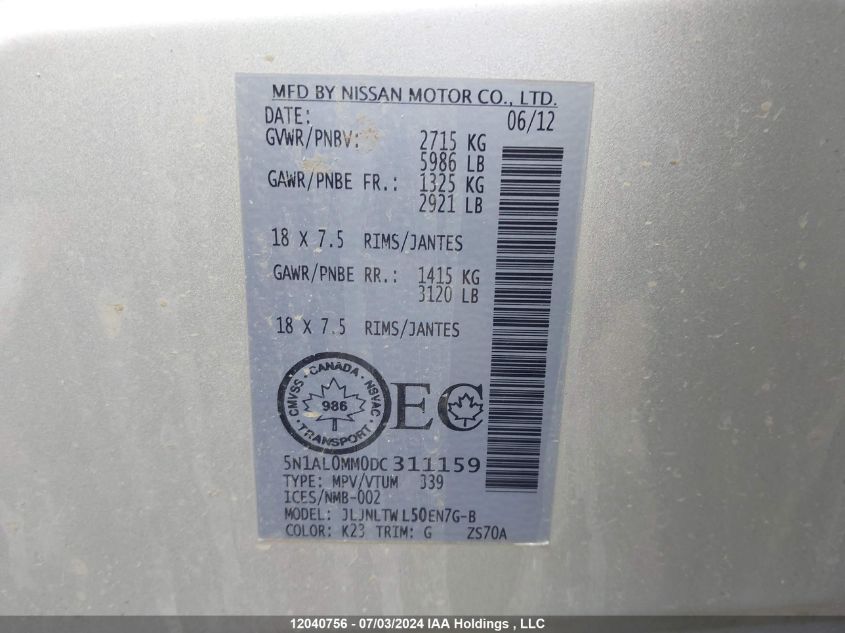 MFD BY NISSAN MOTOR CO., LTD.
DATE: 06/12
GVWR/PNBV: 2715 KG
5986 LB
GAWR/PNBE FR.: 1325 KG
2921 LB
18 X 7.5 RIMS/JANTES
GAWR/PNBE RR.: 1415 KG
3120 LB
18 X 7.5 RIMS/JANTES
CMVSS · CANADA · NSVAC
986
· TRANSPORT ·
EC
5N1AL0MM0DC311159
TYPE: MPV/VTUM 339
ICES/NMB-002
MODEL: JLJNLTWL50EN7G-B
COLOR: K23 TRIM: G ZS70A
12040756 - 07/03/2024 IAA Holdings , LLC